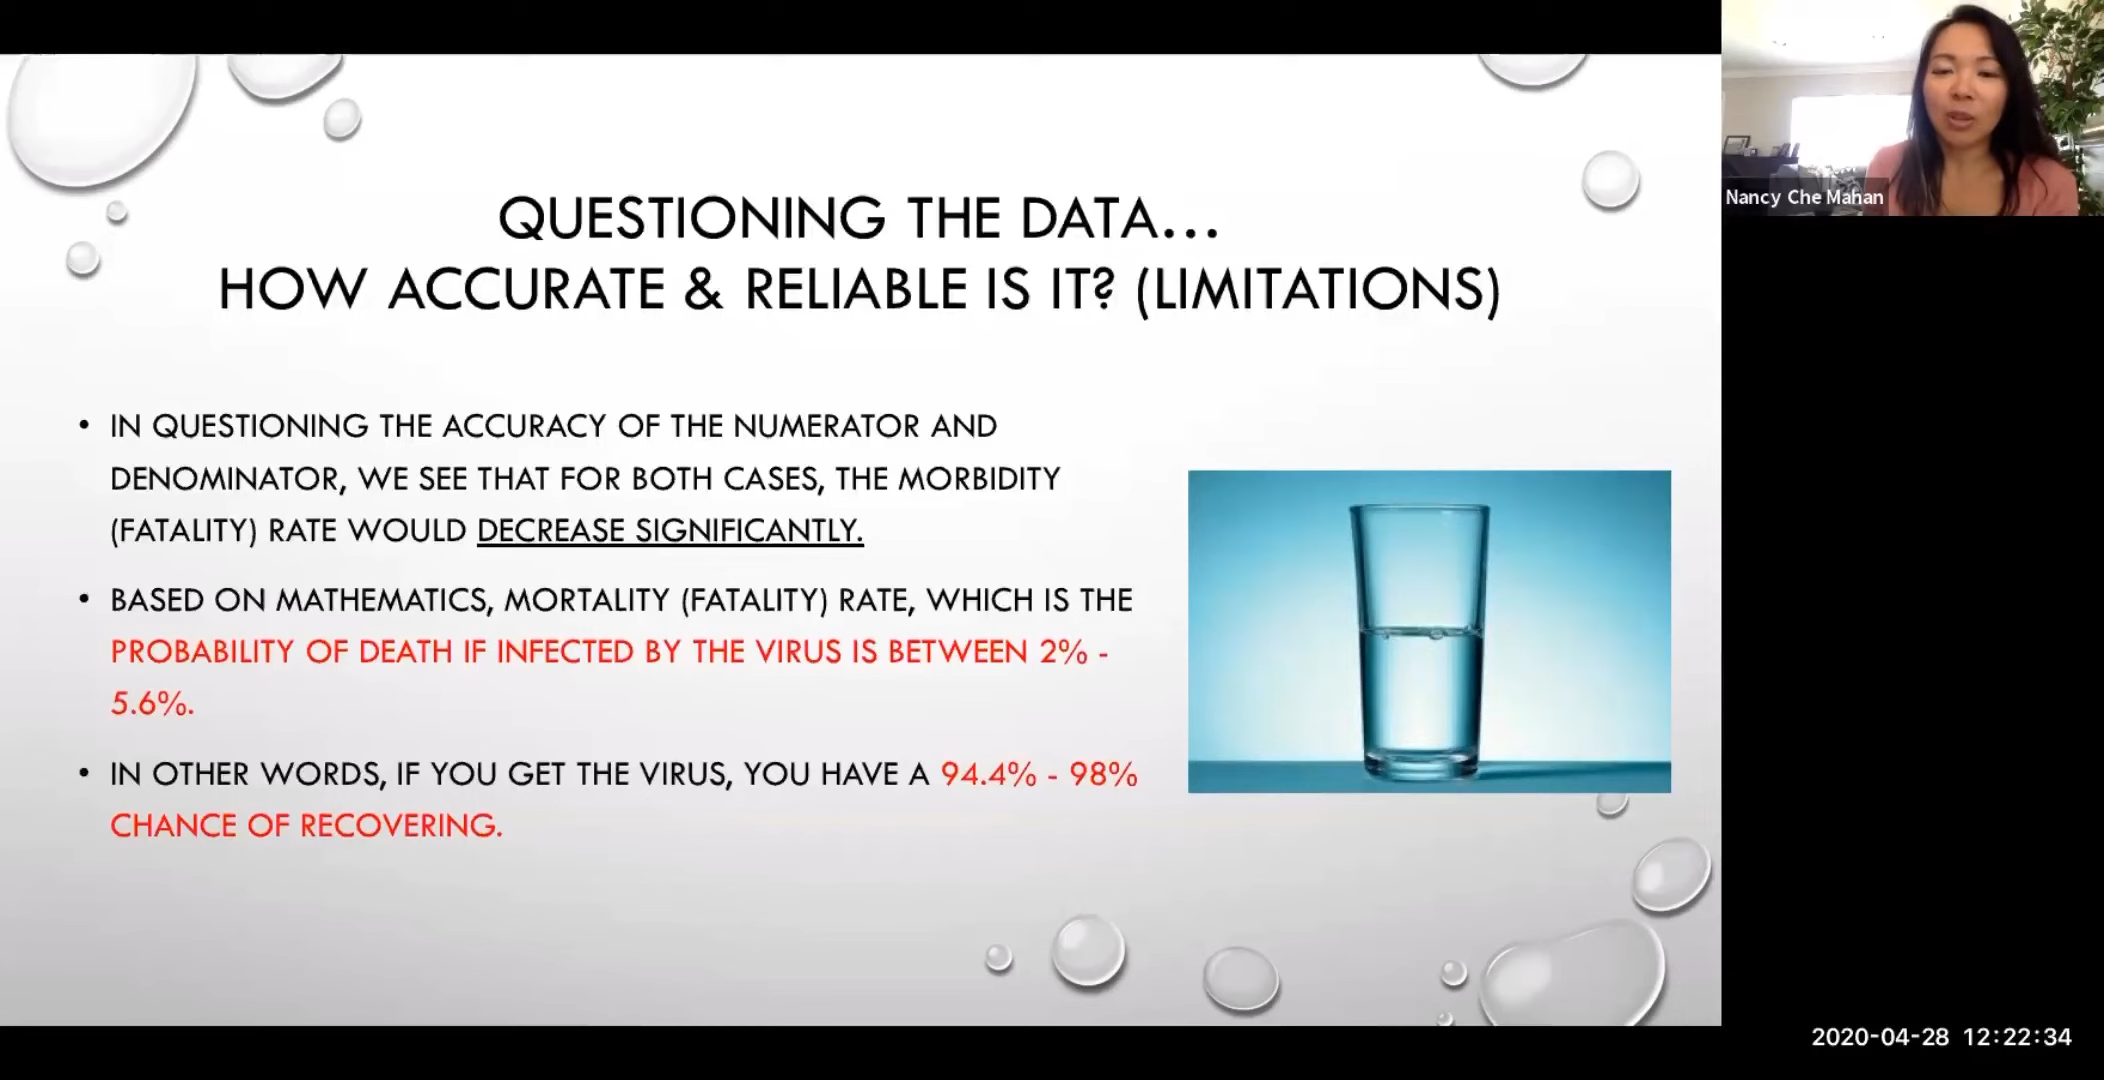 QUESTIONING THE DATA...
HOW ACCURATE & RELIABLE IS IT? (LIMITATIONS)
• IN QUESTIONING THE ACCURACY OF THE NUMERATOR AND
DENOMINATOR, WE SEE THAT FOR BOTH CASES, THE MORBIDITY
(FATALITY) RATE WOULD DECREASE SIGNIFICANTLY.
• BASED ON MATHEMATICS, MORTALITY (FATALITY) RATE, WHICH IS THE
PROBABILITY OF DEATH IF INFECTED BY THE VIRUS IS BETWEEN 2% -
5.6%.
• IN OTHER WORDS, IF YOU GET THE VIRUS, YOU HAVE A 94.4% - 98%
CHANCE OF RECOVERING.
Nancy Che Mahan
2020-04-28 12:22:34